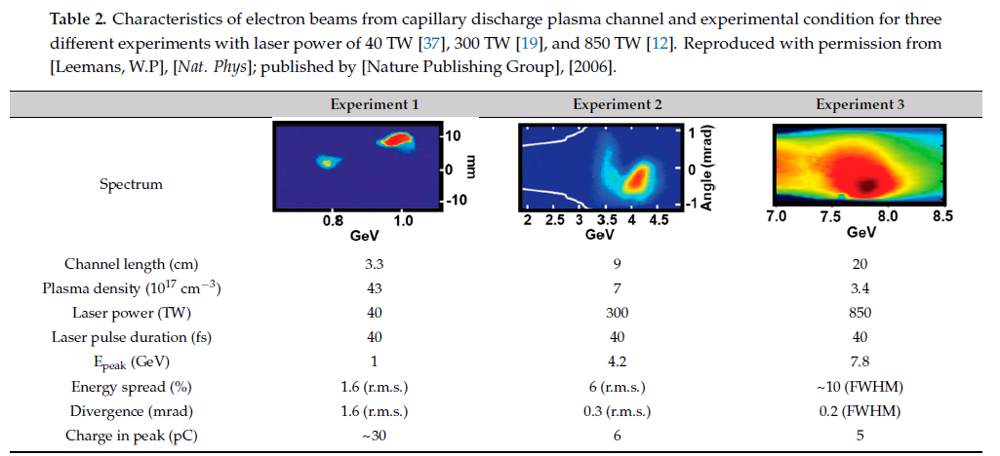 Table 2. Characteristics of electron beams from capillary discharge plasma channel and experimental condition for three
different experiments with laser power of 40 TW [37], 300 TW [19], and 850 TW [12]. Reproduced with permission from
[Leemans, W.P], [Nat. Phys]; published by [Nature Publishing Group], [2006].
Experiment 1 Experiment 2 Experiment 3
Spectrum
10
0
-10
mm
0.8 1.0
GeV
1
0
-1
Angle (mrad)
2 2.5 3 3.5 4 4.5
GeV
7.0 7.5 8.0 8.5
GeV
Channel length (cm) 3.3 9 20
Plasma density (10¹⁷ cm⁻³) 43 7 3.4
Laser power (TW) 40 300 850
Laser pulse duration (fs) 40 40 40
Epeak (GeV) 1 4.2 7.8
Energy spread (%) 1.6 (r.m.s.) 6 (r.m.s.) ~10 (FWHM)
Divergence (mrad) 1.6 (r.m.s.) 0.3 (r.m.s.) 0.2 (FWHM)
Charge in peak (pC) ~30 6 5